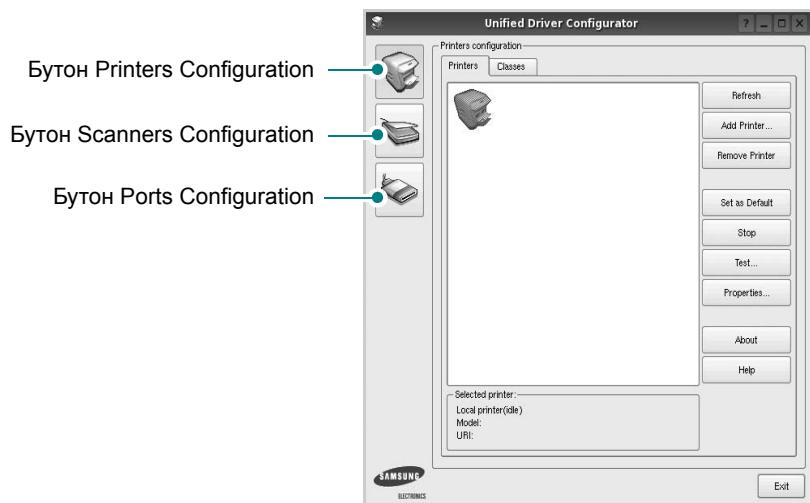 Unified Driver Configurator
Бутон Printers Configuration
Бутон Scanners Configuration
Бутон Ports Configuration
Printers configuration
Printers
Classes
Refresh
Add Printer...
Remove Printer
Set as Default
Stop
Test...
Properties...
About
Help
Selected printer:
Local printer(idle)
Model:
URI:
SAMSUNG
ELECTRONICS
Exit